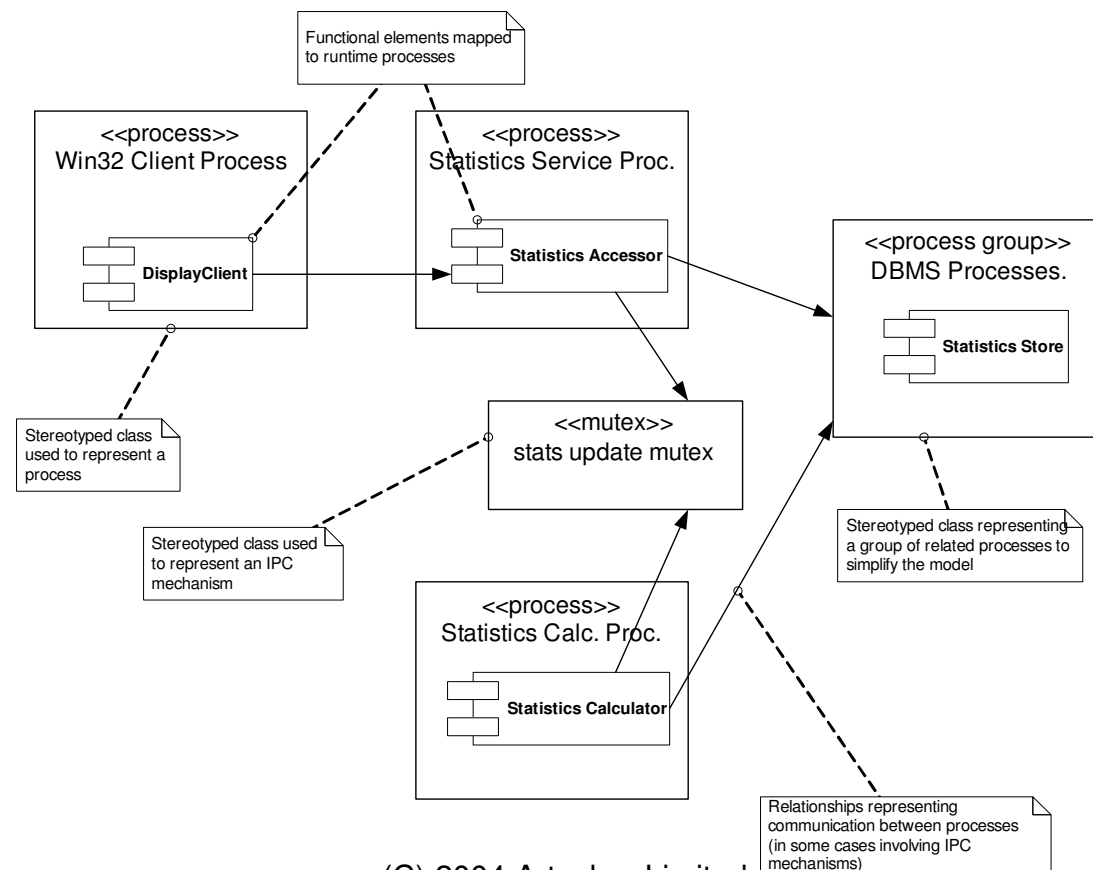 Functional elements mapped
to runtime processes
<<process>>
Win32 Client Process
DisplayClient
<<process>>
Statistics Service Proc.
Statistics Accessor
<<process group>>
DBMS Processes.
Statistics Store
Stereotyped class
used to represent a
process
<<mutex>>
stats update mutex
Stereotyped class used
to represent an IPC
mechanism
Stereotyped class representing
a group of related processes to
simplify the model
<<process>>
Statistics Calc. Proc.
Statistics Calculator
Relationships representing
communication between processes
(in some cases involving IPC
mechanisms)
(C) 2004